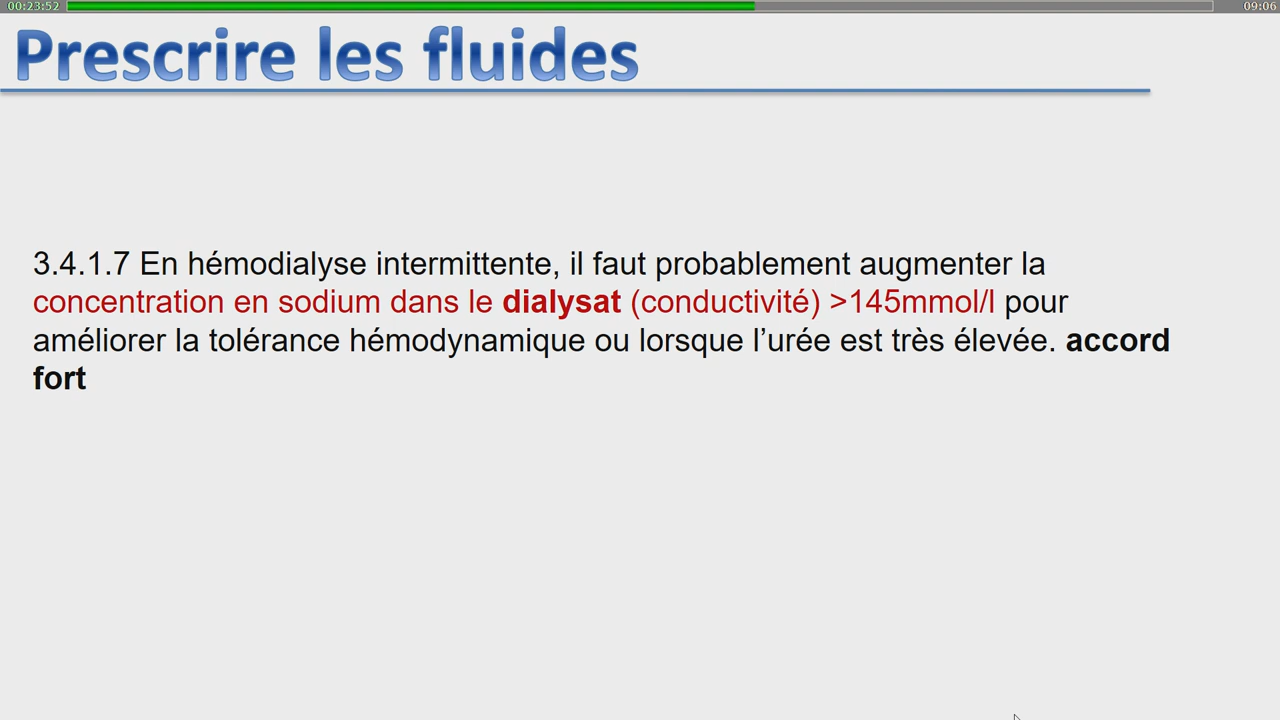 00:23:52
09:06
Prescrire les fluides
3.4.1.7 En hémodialyse intermittente, il faut probablement augmenter la
concentration en sodium dans le dialysat (conductivité) >145mmol/l pour
améliorer la tolérance hémodynamique ou lorsque l’urée est très élevée. accord
fort